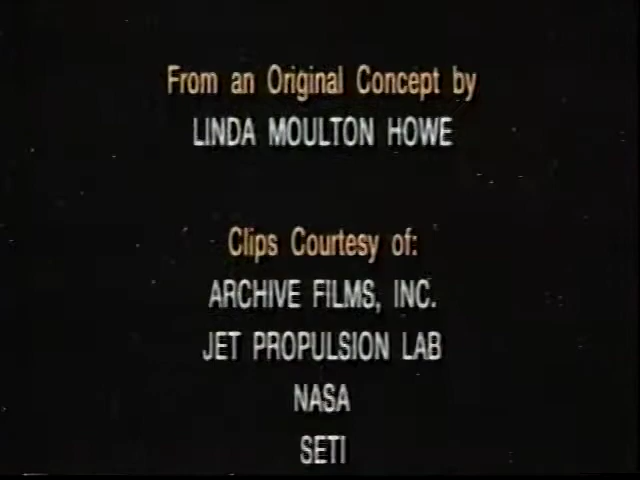 From an Original Concept by
LINDA MOULTON HOWE
Clips Courtesy of:
ARCHIVE FILMS, INC.
JET PROPULSION LAB
NASA
SETI